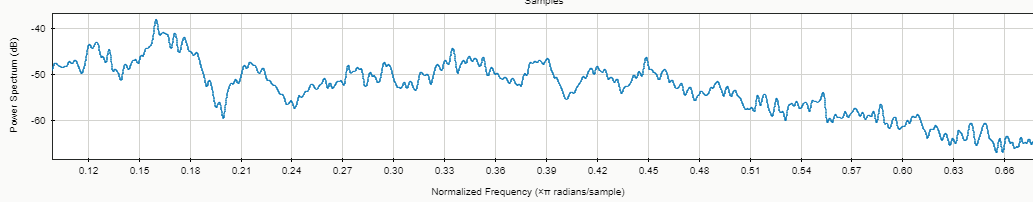 Samples
-40
-50
-60
Power Spectrum (dB)
0.12 0.15 0.18 0.21 0.24 0.27 0.30 0.33 0.36 0.39 0.42 0.45 0.48 0.51 0.54 0.57 0.60 0.63 0.66
Normalized Frequency (×π radians/sample)